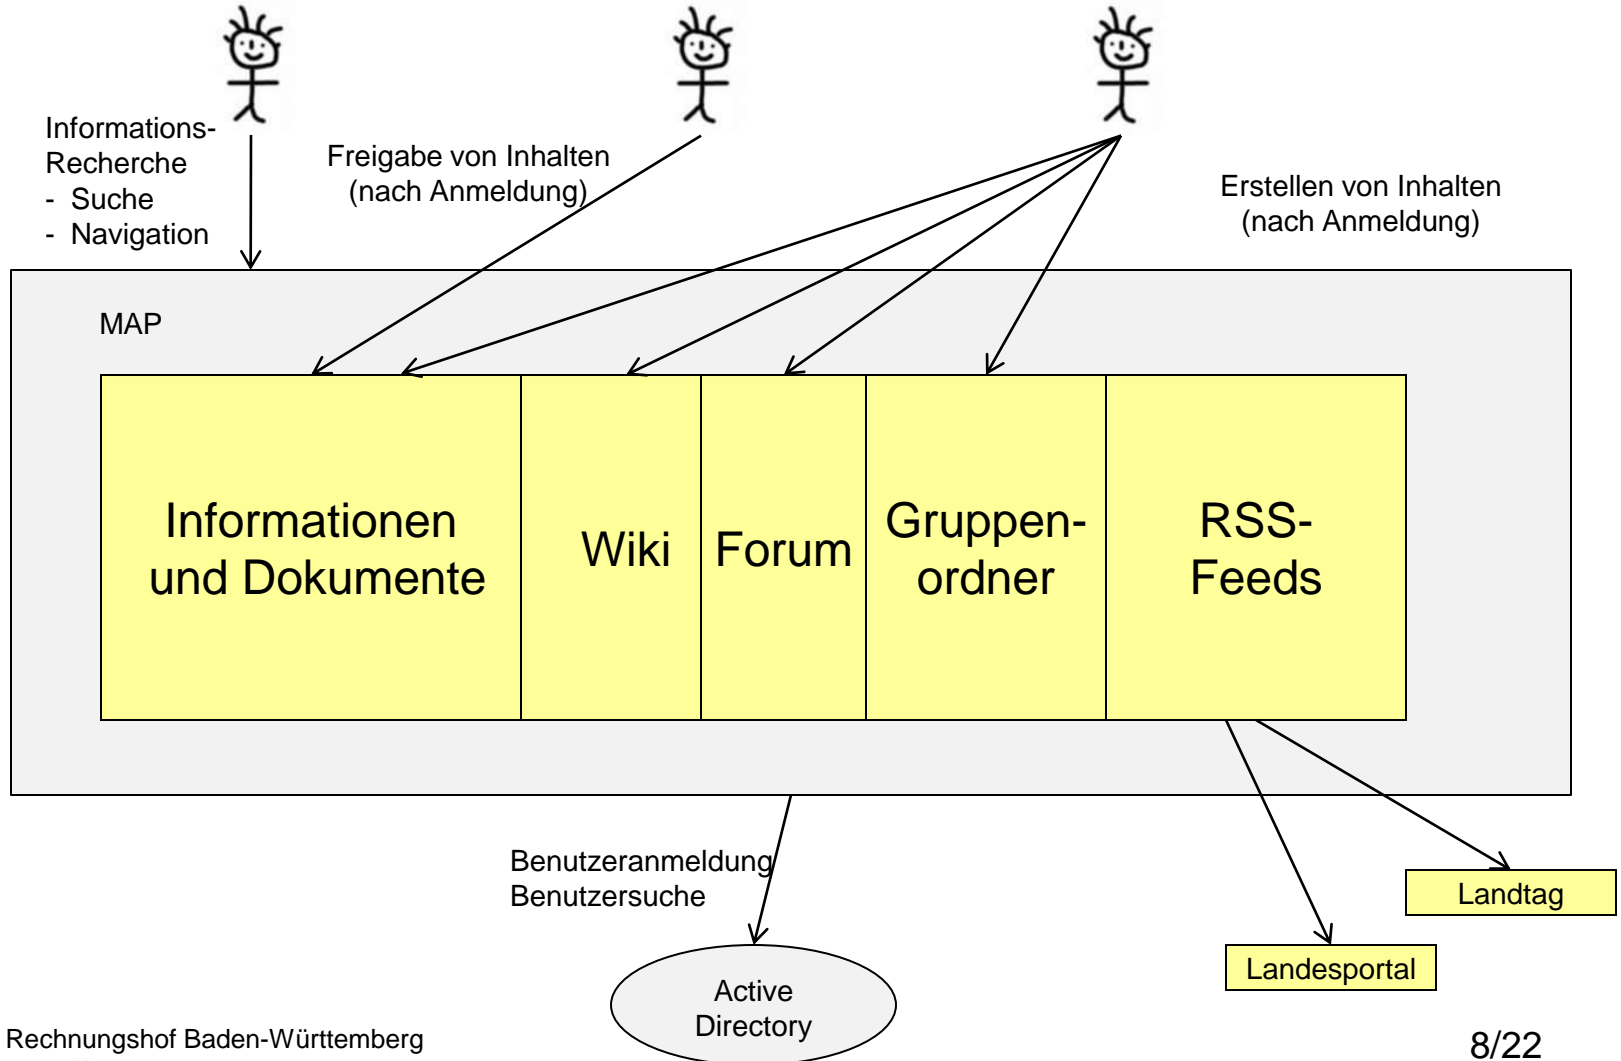 Informations-
Recherche
- Suche
- Navigation
Freigabe von Inhalten
(nach Anmeldung)
Erstellen von Inhalten
(nach Anmeldung)
MAP
Informationen
und Dokumente
Wiki
Forum
Gruppen-
ordner
RSS-
Feeds
Benutzeranmeldung
Benutzersuche
Active
Directory
Landtag
Landesportal
Rechnungshof Baden-Württemberg
8/22